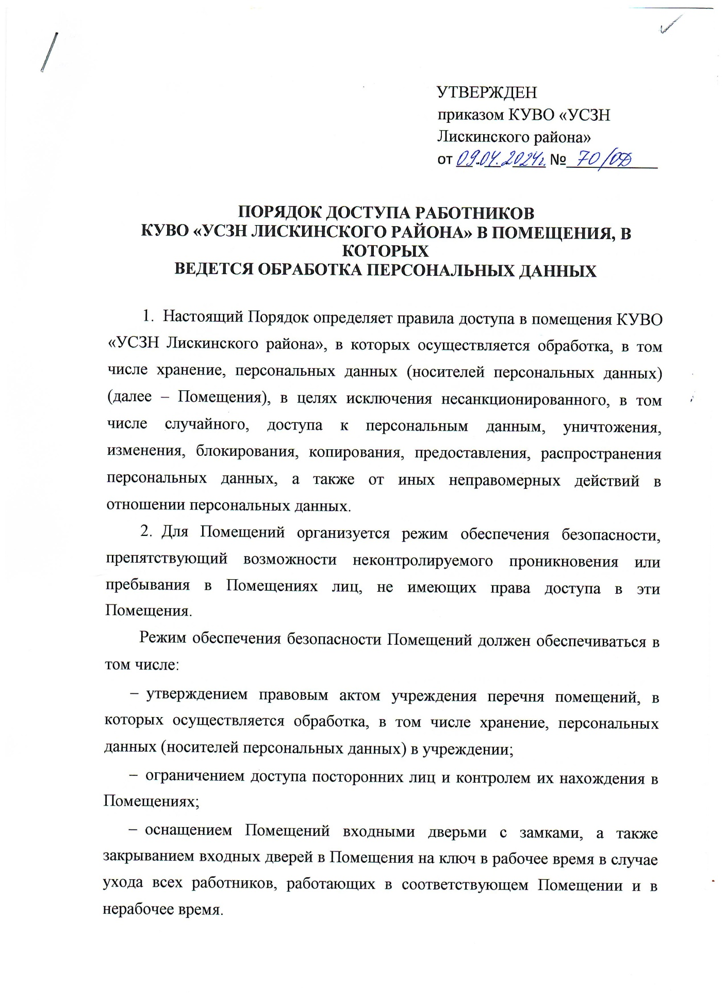 УТВЕРЖДЕН
приказом КУВО «УСЗН
Лискинского района»
от 09.04.2024г. № 70/ОД
ПОРЯДОК ДОСТУПА РАБОТНИКОВ
КУВО «УСЗН ЛИСКИНСКОГО РАЙОНА» В ПОМЕЩЕНИЯ, В
КОТОРЫХ
ВЕДЕТСЯ ОБРАБОТКА ПЕРСОНАЛЬНЫХ ДАННЫХ
1. Настоящий Порядок определяет правила доступа в помещения КУВО
«УСЗН Лискинского района», в которых осуществляется обработка, в том
числе хранение, персональных данных (носителей персональных данных)
(далее – Помещения), в целях исключения несанкционированного, в том
числе случайного, доступа к персональным данным, уничтожения,
изменения, блокирования, копирования, предоставления, распространения
персональных данных, а также от иных неправомерных действий в
отношении персональных данных.
2. Для Помещений организуется режим обеспечения безопасности,
препятствующий возможности неконтролируемого проникновения или
пребывания в Помещениях лиц, не имеющих права доступа в эти
Помещения.
Режим обеспечения безопасности Помещений должен обеспечиваться в
том числе:
– утверждением правовым актом учреждения перечня помещений, в
которых осуществляется обработка, в том числе хранение, персональных
данных (носителей персональных данных) в учреждении;
– ограничением доступа посторонних лиц и контролем их нахождения в
Помещениях;
– оснащением Помещений входными дверьми с замками, а также
закрыванием входных дверей в Помещения на ключ в рабочее время в случае
ухода всех работников, работающих в соответствующем Помещении и в
нерабочее время.